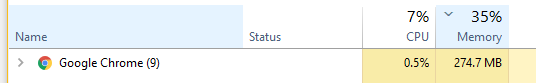 7% 35%
Name Status CPU Memory
Google Chrome (9) 0.5% 274.7 MB